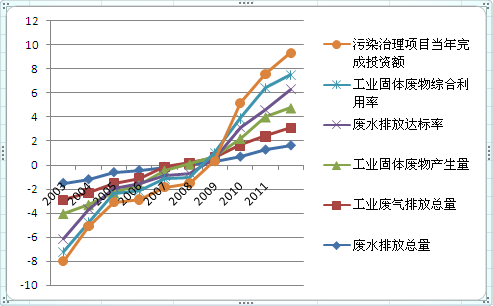 12
10
8
6
4
2
0
-2
-4
-6
-8
-10
2003
2004
2005
2006
2007
2008
2009
2010
2011
污染治理项目当年完
成投资额
工业固体废物综合利
用率
废水排放达标率
工业固体废物产生量
工业废气排放总量
废水排放总量